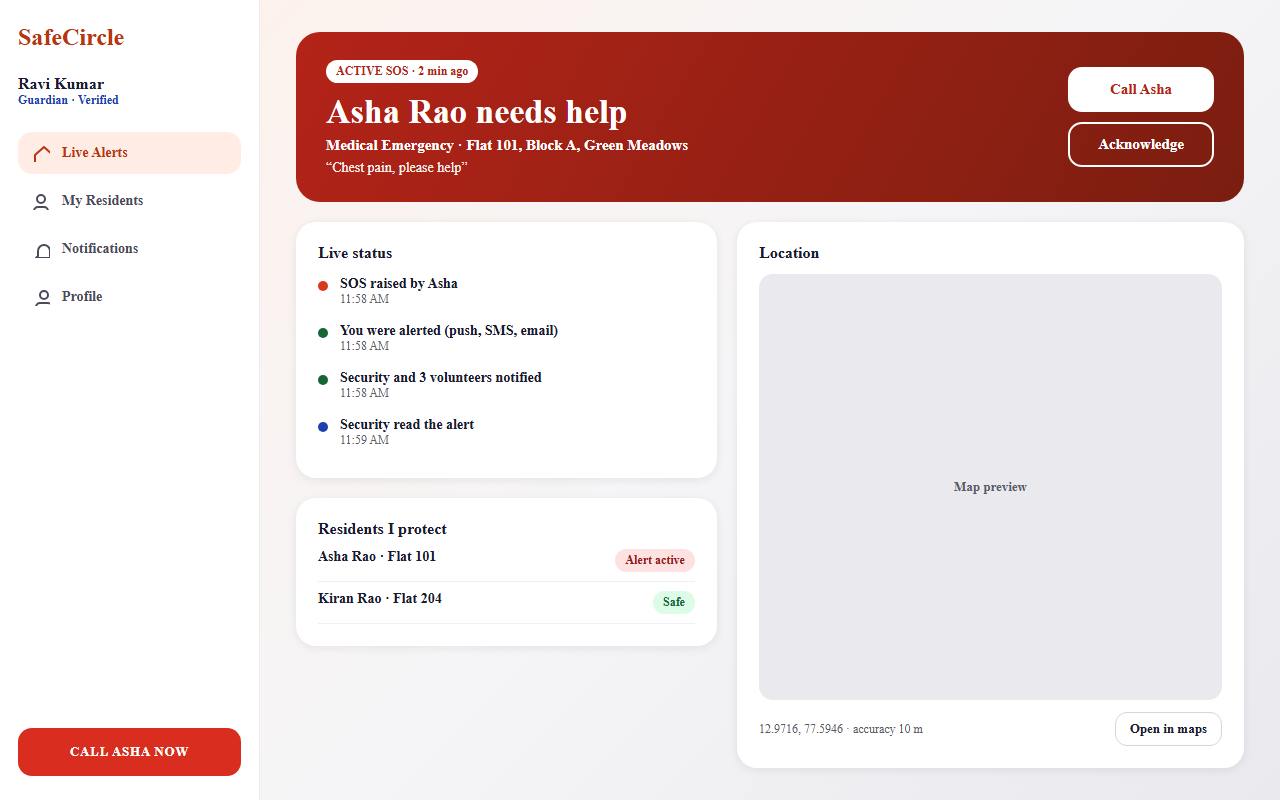 SafeCircle
Ravi Kumar
Guardian · Verified
Live Alerts
My Residents
Notifications
Profile
CALL ASHA NOW
ACTIVE SOS · 2 min ago
Asha Rao needs help
Medical Emergency · Flat 101, Block A, Green Meadows
“Chest pain, please help”
Call Asha
Acknowledge
Live status
SOS raised by Asha
11:58 AM
You were alerted (push, SMS, email)
11:58 AM
Security and 3 volunteers notified
11:58 AM
Security read the alert
11:59 AM
Residents I protect
Asha Rao · Flat 101
Alert active
Kiran Rao · Flat 204
Safe
Location
Map preview
12.9716, 77.5946 · accuracy 10 m
Open in maps